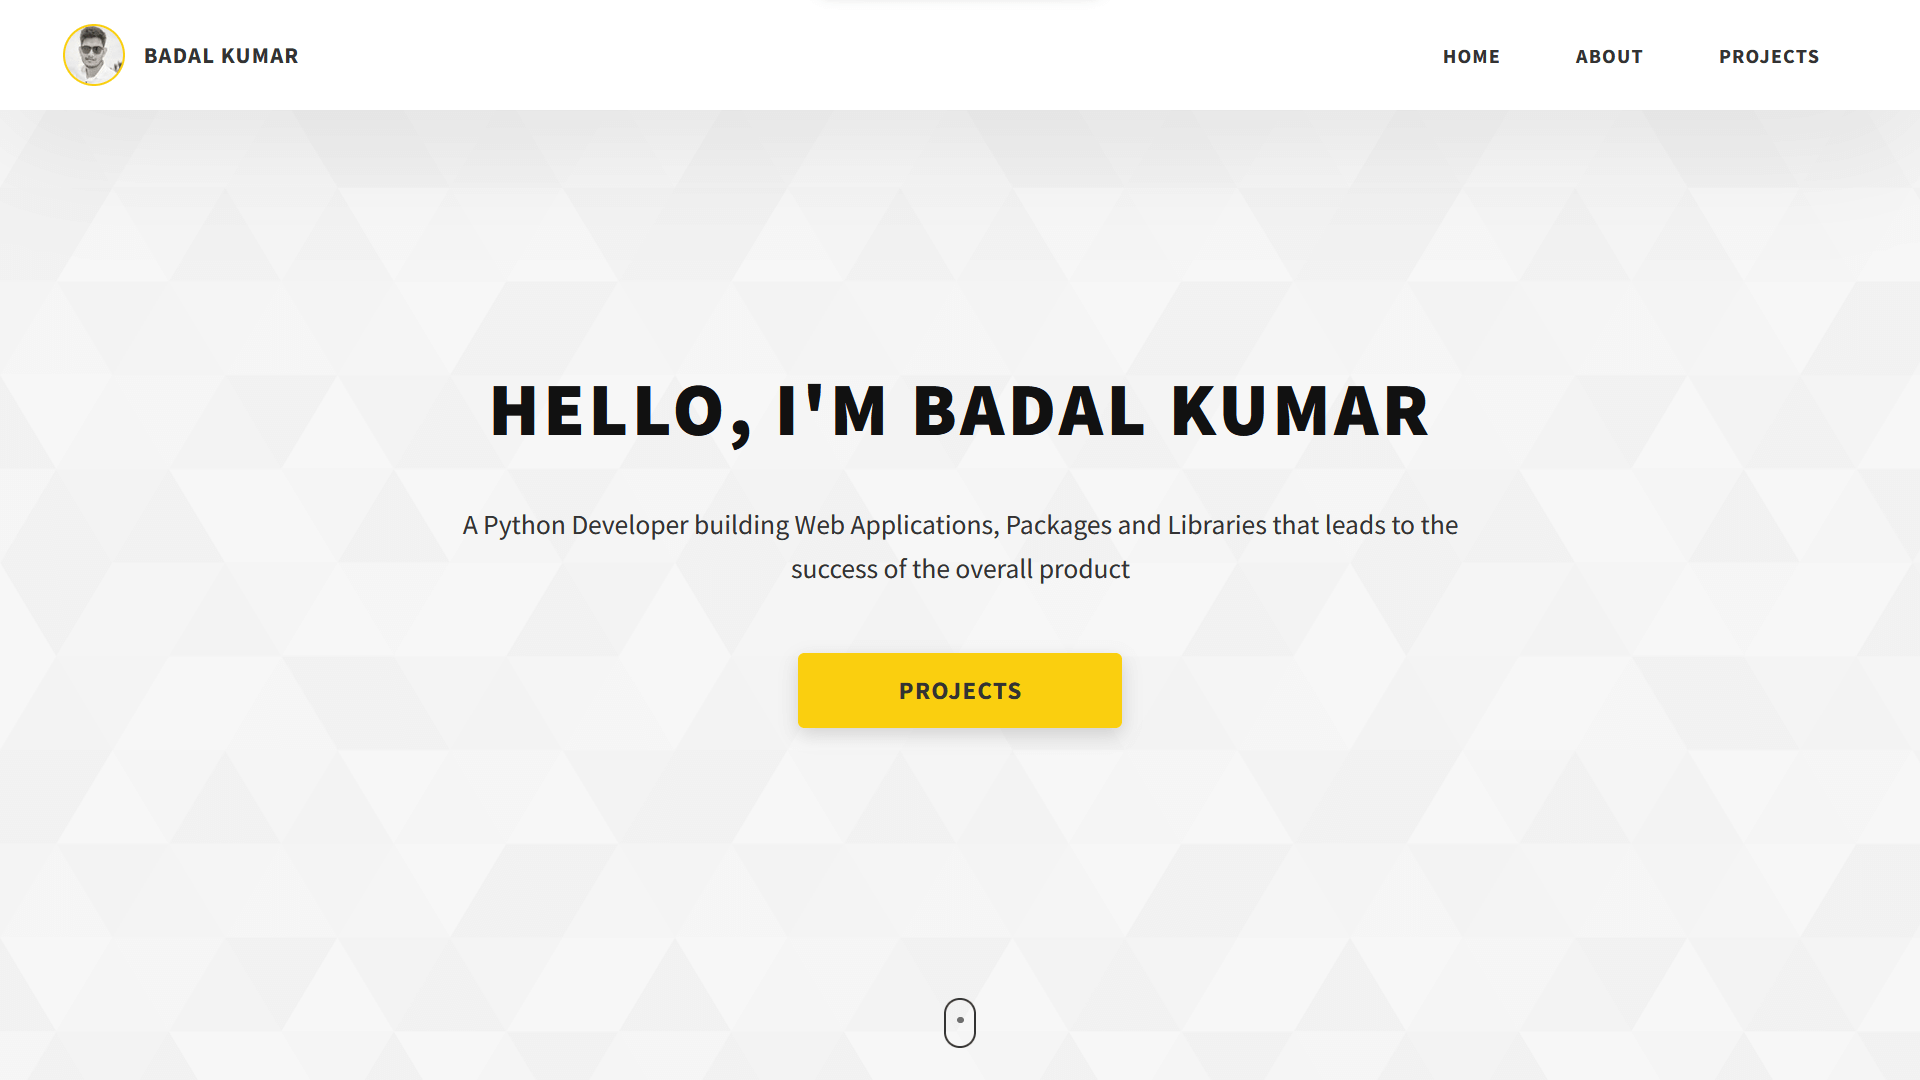 BADAL KUMAR
HOME ABOUT PROJECTS
HELLO, I'M BADAL KUMAR
A Python Developer building Web Applications, Packages and Libraries that leads to the
success of the overall product
PROJECTS